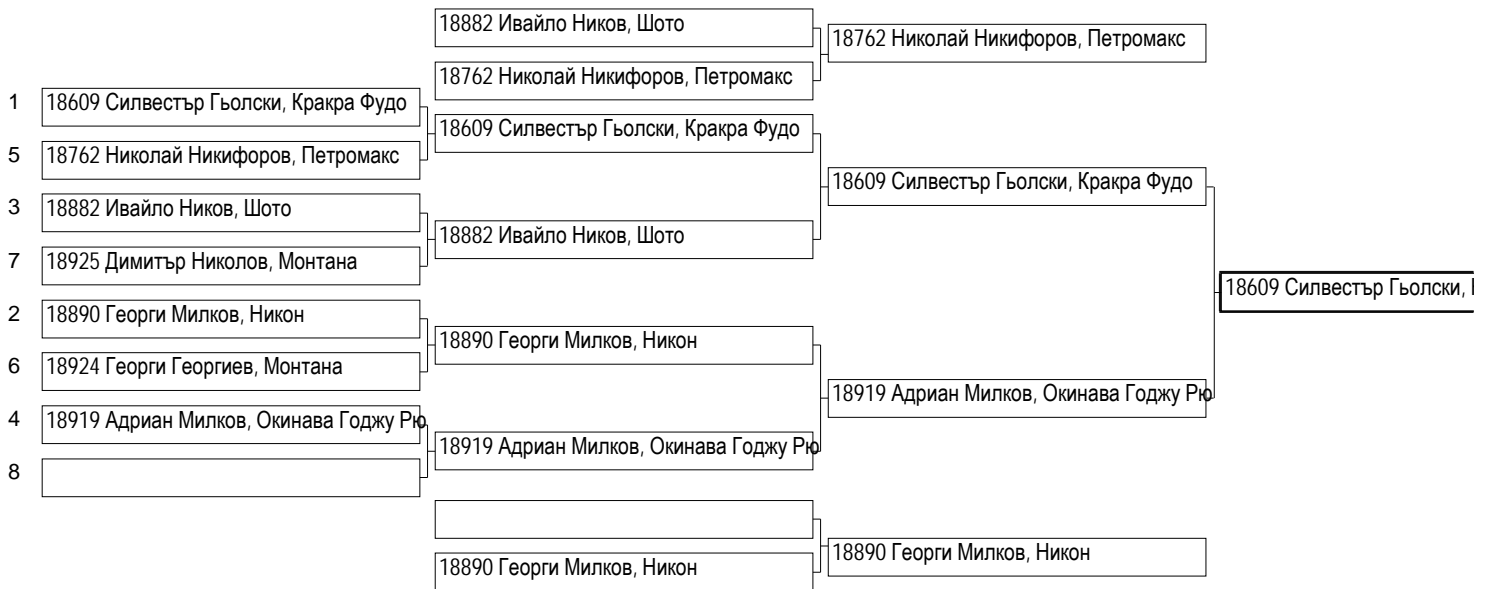 18882 Ивайло Ников, Шото
18762 Николай Никифоров, Петромакс
18762 Николай Никифоров, Петромакс
1 18609 Силвестър Гьолски, Кракра Фудо
18609 Силвестър Гьолски, Кракра Фудо
5 18762 Николай Никифоров, Петромакс
18609 Силвестър Гьолски, Кракра Фудо
3 18882 Ивайло Ников, Шото
18882 Ивайло Ников, Шото
7 18925 Димитър Николов, Монтана
18609 Силвестър Гьолски,
2 18890 Георги Милков, Никон
18890 Георги Милков, Никон
6 18924 Георги Георгиев, Монтана
18919 Адриан Милков, Окинава Годжу Рю
4 18919 Адриан Милков, Окинава Годжу Рю
18919 Адриан Милков, Окинава Годжу Рю
8
18890 Георги Милков, Никон
18890 Георги Милков, Никон